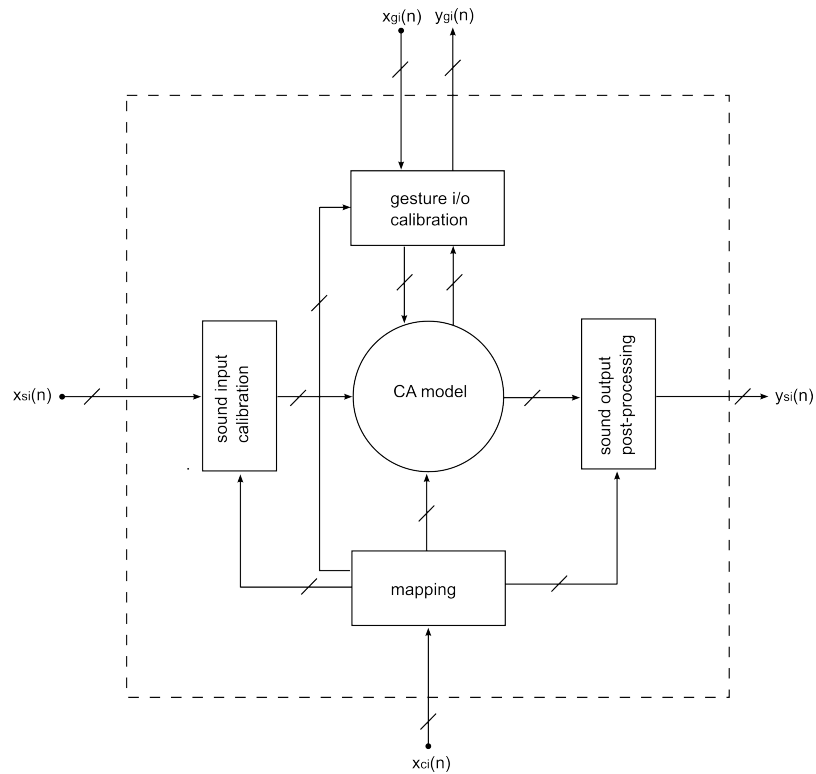 xgi(n) ygi(n)
gesture i/o
calibration
sound input
calibration
CA model
sound output
post-processing
xsi(n)
ysi(n)
mapping
xci(n)